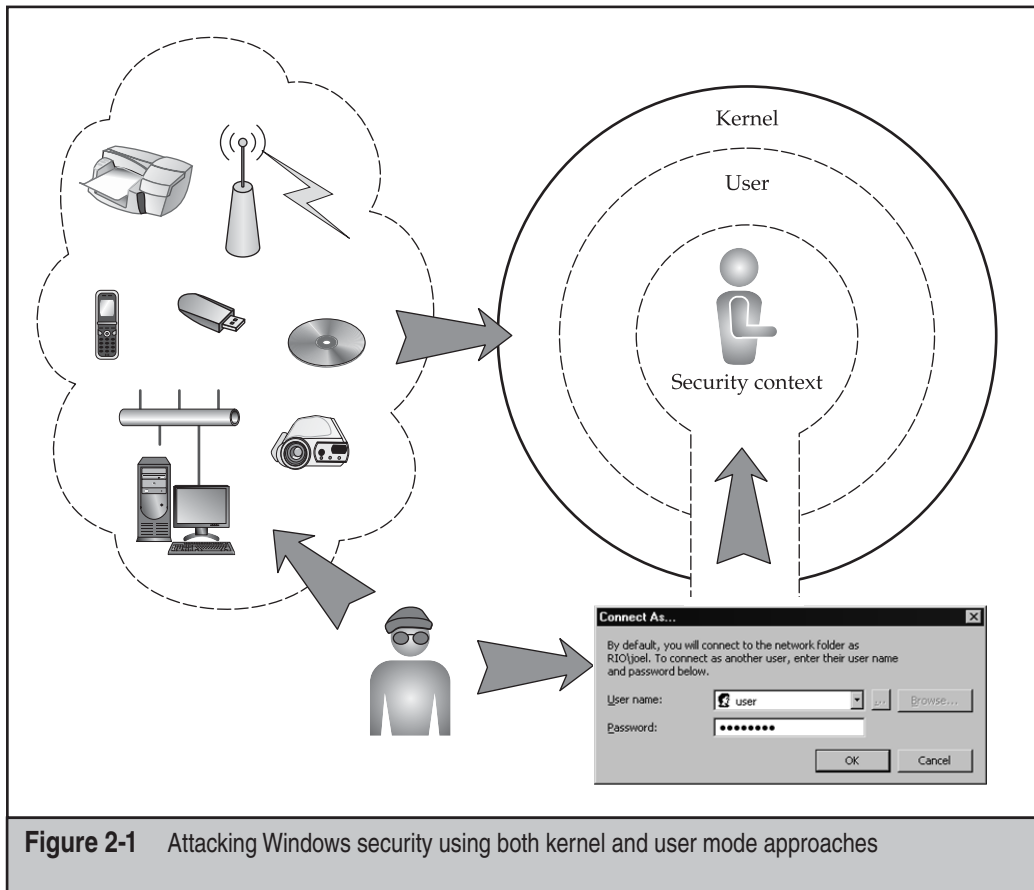 Kernel
User
Security context
Connect As...
By default, you will connect to the network folder as
RIO\joel. To connect as another user, enter their user name
and password below.
User name:
user
...
Browse...
Password:
●●●●●●●●
OK
Cancel
Figure 2-1 Attacking Windows security using both kernel and user mode approaches